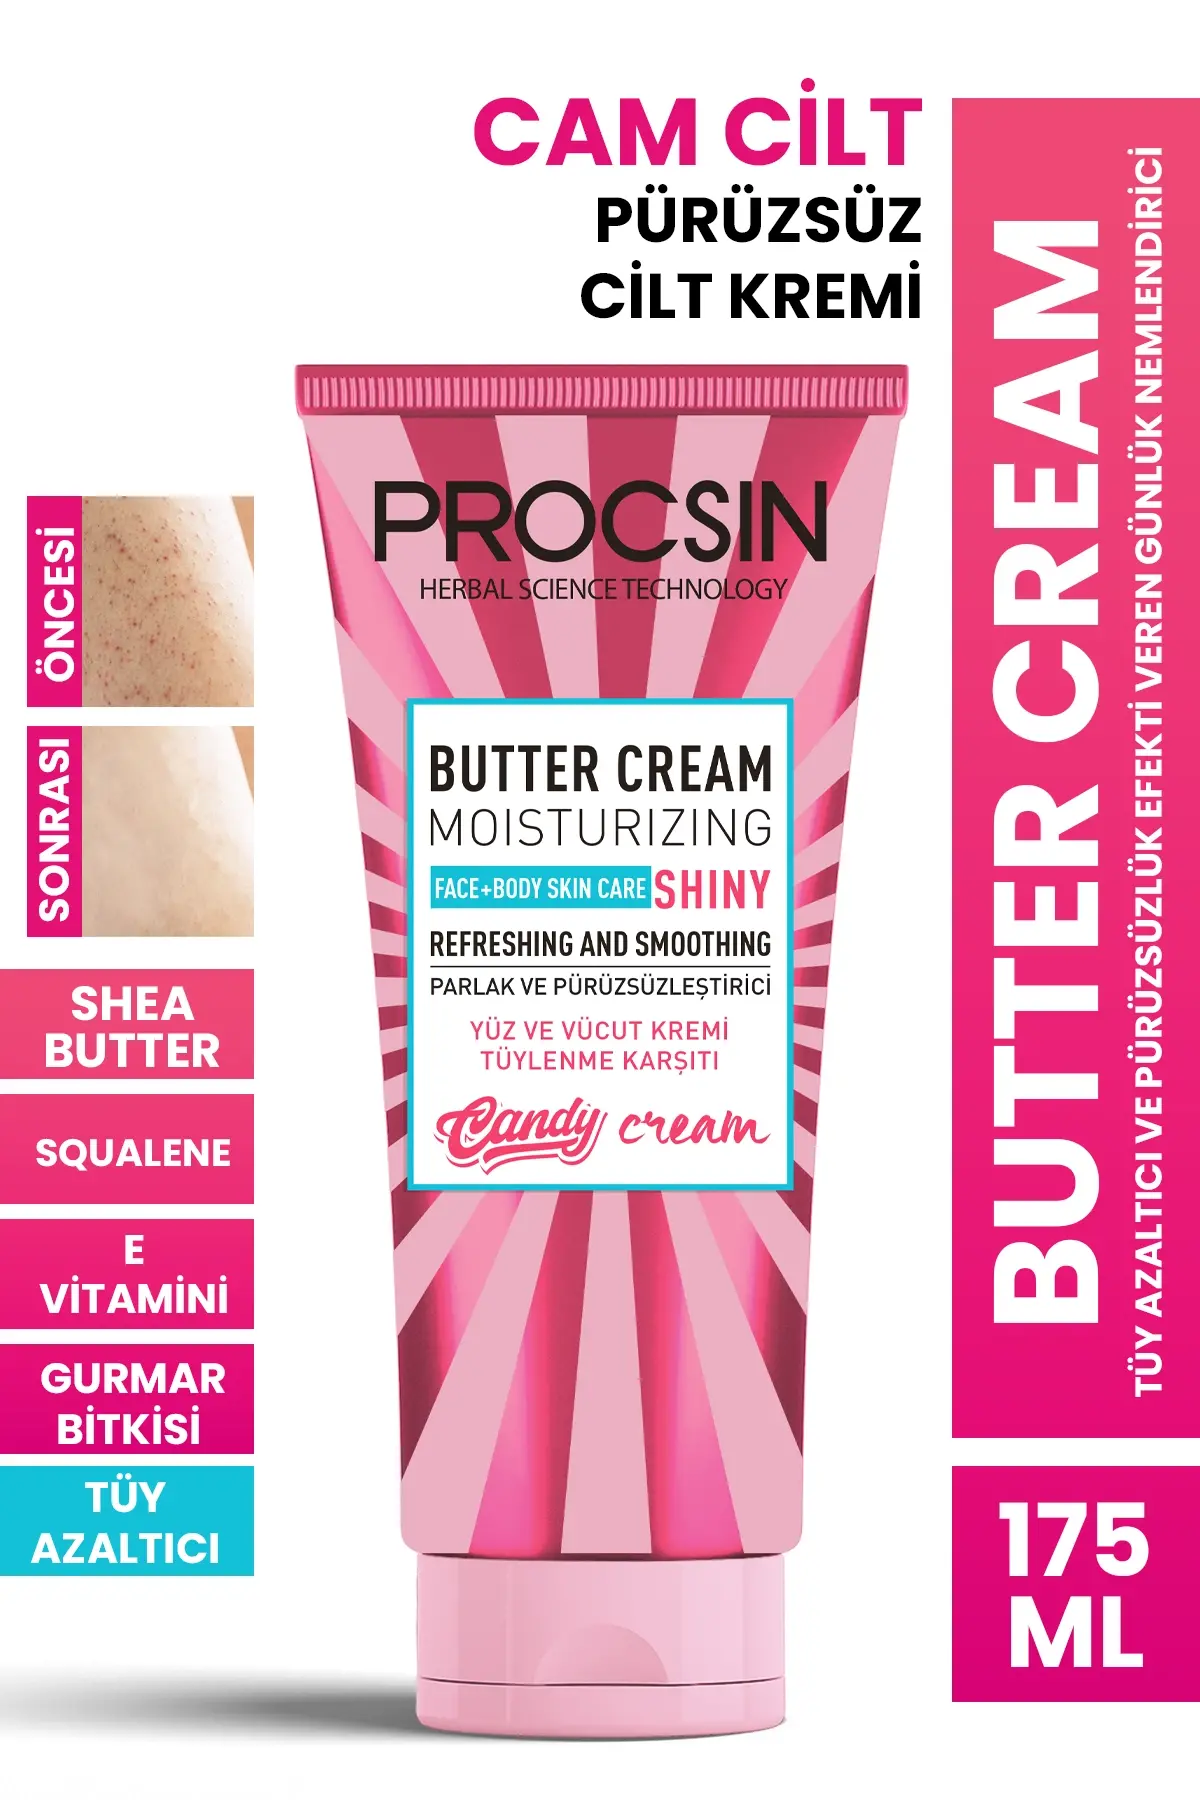 CAM CİLT
PÜRÜZSÜZ
CİLT KREMİ
PROCSIN
HERBAL SCIENCE TECHNOLOGY
BUTTER CREAM
MOISTURIZING
FACE+BODY SKIN CARE SHINY
REFRESHING AND SMOOTHING
PARLAK VE PÜRÜZSÜZLEŞTİRİCİ
YÜZ VE VÜCUT KREMİ
TÜYLENME KARŞITI
Candy cream
ÖNCESİ
SONRASI
SHEA
BUTTER
SQUALENE
E
VİTAMİNİ
GURMAR
BİTKİSİ
TÜY
AZALTICI
BUTTER CREAM
TÜY AZALTICI VE PÜRÜZSÜZLÜK EFEKTİ VEREN GÜNLÜK NEMLENDİRİCİ
175
ML